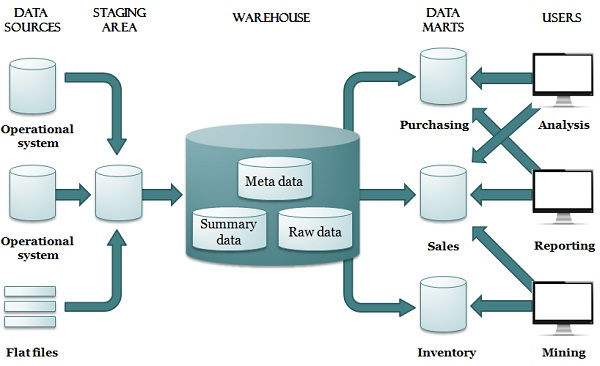 DATA
SOURCES
STAGING
AREA
WAREHOUSE
DATA
MARTS
USERS
Operational
system
Operational
system
Flat files
Meta data
Summary
data
Raw data
Purchasing
Sales
Inventory
Analysis
Reporting
Mining